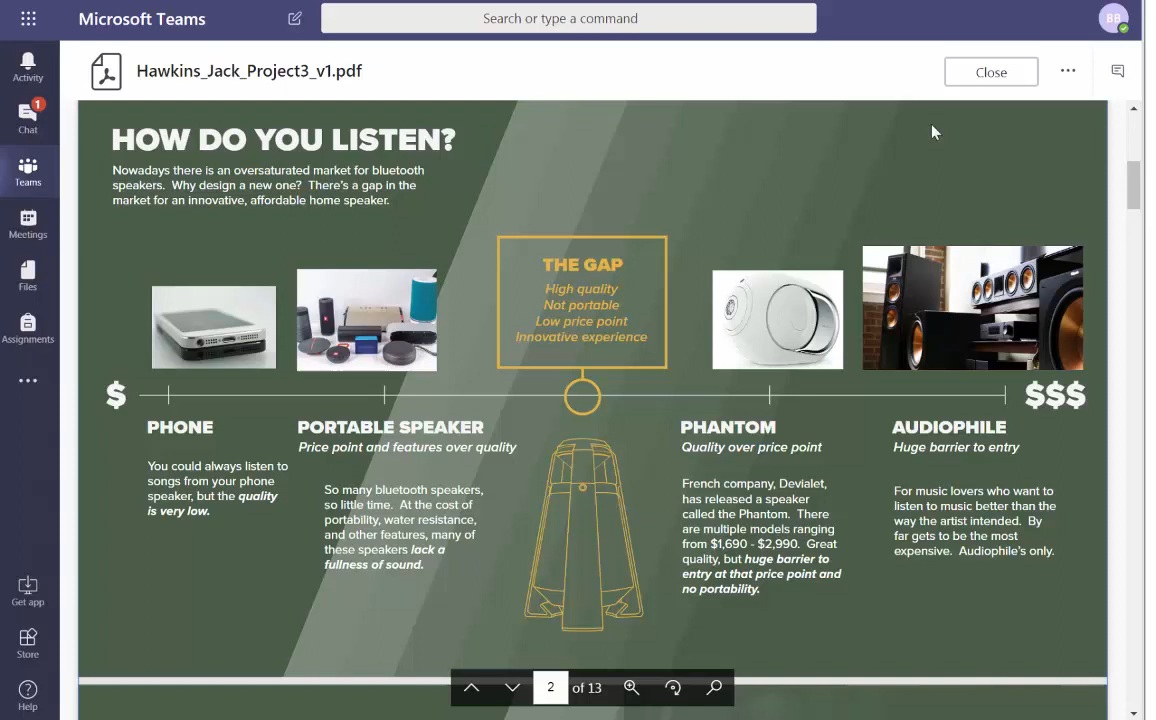 Microsoft Teams
Search or type a command
BB
Activity
1
Chat
Teams
Meetings
Files
Assignments
Get app
Store
Help
Hawkins_Jack_Project3_v1.pdf
Close
HOW DO YOU LISTEN?
Nowadays there is an oversaturated market for bluetooth
speakers. Why design a new one? There's a gap in the
market for an innovative, affordable home speaker.
THE GAP
High quality
Not portable
Low price point
Innovative experience
$
$$$
PHONE
You could always listen to
songs from your phone
speaker, but the quality
is very low.
PORTABLE SPEAKER
Price point and features over quality
So many bluetooth speakers,
so little time. At the cost of
portability, water resistance,
and other features, many of
these speakers lack a
fullness of sound.
PHANTOM
Quality over price point
French company, Devialet,
has released a speaker
called the Phantom. There
are multiple models ranging
from $1,690 - $2,990. Great
quality, but huge barrier to
entry at that price point and
no portability.
AUDIOPHILE
Huge barrier to entry
For music lovers who want to
listen to music better than the
way the artist intended. By
far gets to be the most
expensive. Audiophile's only.
2 of 13